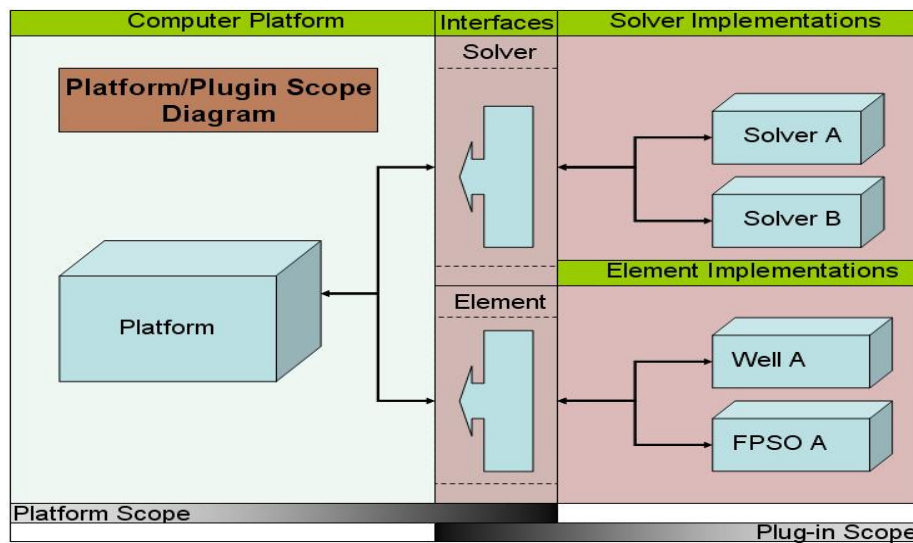 Computer Platform
Interfaces
Solver Implementations
Platform/Plugin Scope
Diagram
Solver
Solver A
Solver B
Element Implementations
Platform
Element
Well A
FPSO A
Platform Scope
Plug-in Scope